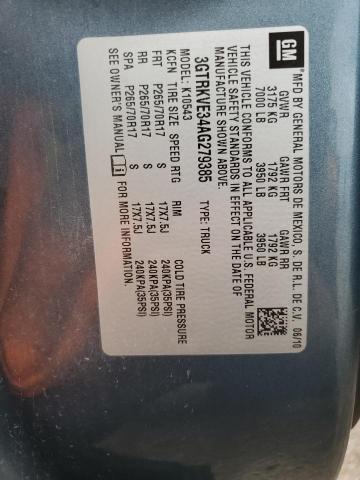 GM
MFD BY GENERAL MOTORS DE MEXICO, S. DE R.L. DE C.V. 06/10
GVWR GAWR FRT GAWR RR
3175 KG 1792 KG 1792 KG
7000 LB 3950 LB 3950 LB
THIS VEHICLE CONFORMS TO ALL APPLICABLE U.S. FEDERAL MOTOR
VEHICLE SAFETY STANDARDS IN EFFECT ON THE DATE OF
MANUFACTURE SHOWN ABOVE.
3GTRKVE34AG279385 TYPE: TRUCK
MODEL: K10543
KCFN TIRE SIZE SPEED RTG RIM COLD TIRE PRESSURE
FRT P265/70R17 S 17X7.5J 240KPA(35PSI)
RR P265/70R17 S 17X7.5J 240KPA(35PSI)
SPA P265/70R17 S 17X7.5J 240KPA(35PSI)
SEE OWNER'S MANUAL i FOR MORE INFORMATION.